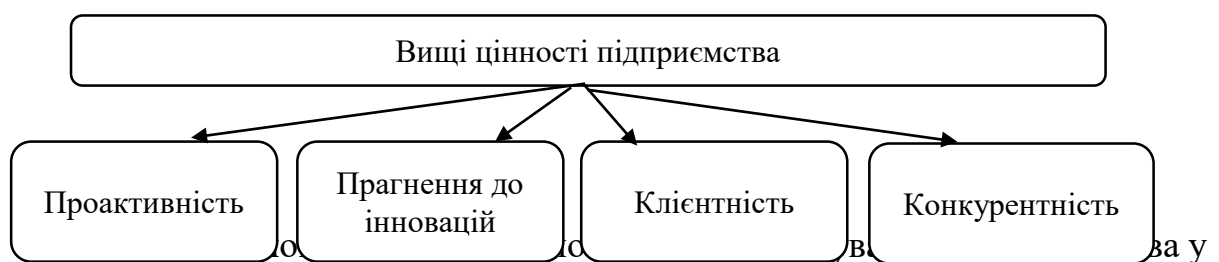 Вищі цінності підприємства
Проактивність
Прагнення до
інновацій
Клієнтність
Конкурентність
у